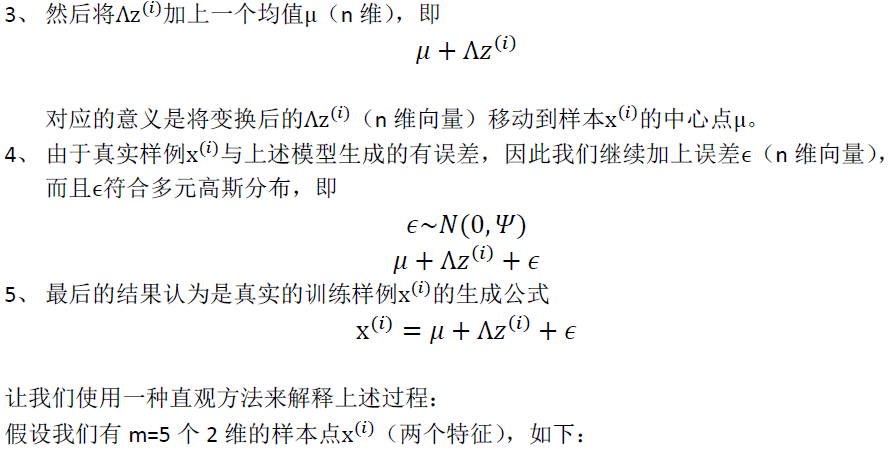 3、 然后将Λz⁽ⁱ⁾加上一个均值μ（n 维），即
μ + Λz⁽ⁱ⁾
对应的意义是将变换后的Λz⁽ⁱ⁾（n 维向量）移动到样本x⁽ⁱ⁾的中心点μ。
4、 由于真实样例x⁽ⁱ⁾与上述模型生成的有误差，因此我们继续加上误差ϵ（n 维向量），
而且ϵ符合多元高斯分布，即
ϵ~N(0,Ψ)
μ + Λz⁽ⁱ⁾ + ϵ
5、 最后的结果认为是真实的训练样例x⁽ⁱ⁾的生成公式
x⁽ⁱ⁾ = μ + Λz⁽ⁱ⁾ + ϵ
让我们使用一种直观方法来解释上述过程：
假设我们有 m=5 个 2 维的样本点x⁽ⁱ⁾（两个特征），如下：